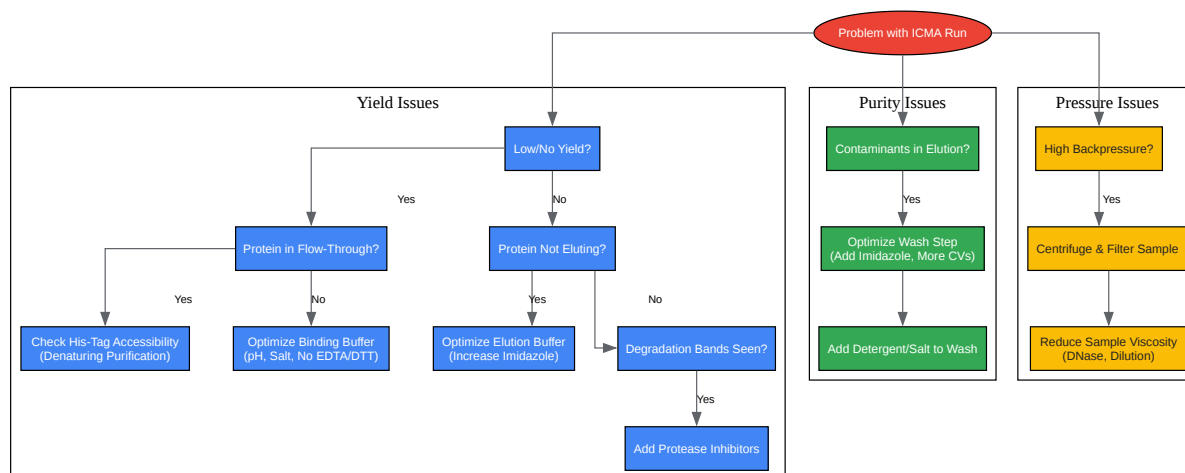 Problem with ICMA Run
Yield Issues
Purity Issues
Pressure Issues
Low/No Yield?
Contaminants in Elution?
High Backpressure?
Yes
No
Yes
Yes
Protein in Flow-Through?
Protein Not Eluting?
Optimize Wash Step
(Add Imidazole, More CVs)
Centrifuge & Filter Sample
Yes
No
Yes
No
Check His-Tag Accessibility
(Denaturing Purification)
Optimize Binding Buffer
(pH, Salt, No EDTA/DTT)
Optimize Elution Buffer
(Increase Imidazole)
Degradation Bands Seen?
Add Detergent/Salt to Wash
Reduce Sample Viscosity
(DNase, Dilution)
Yes
Add Protease Inhibitors